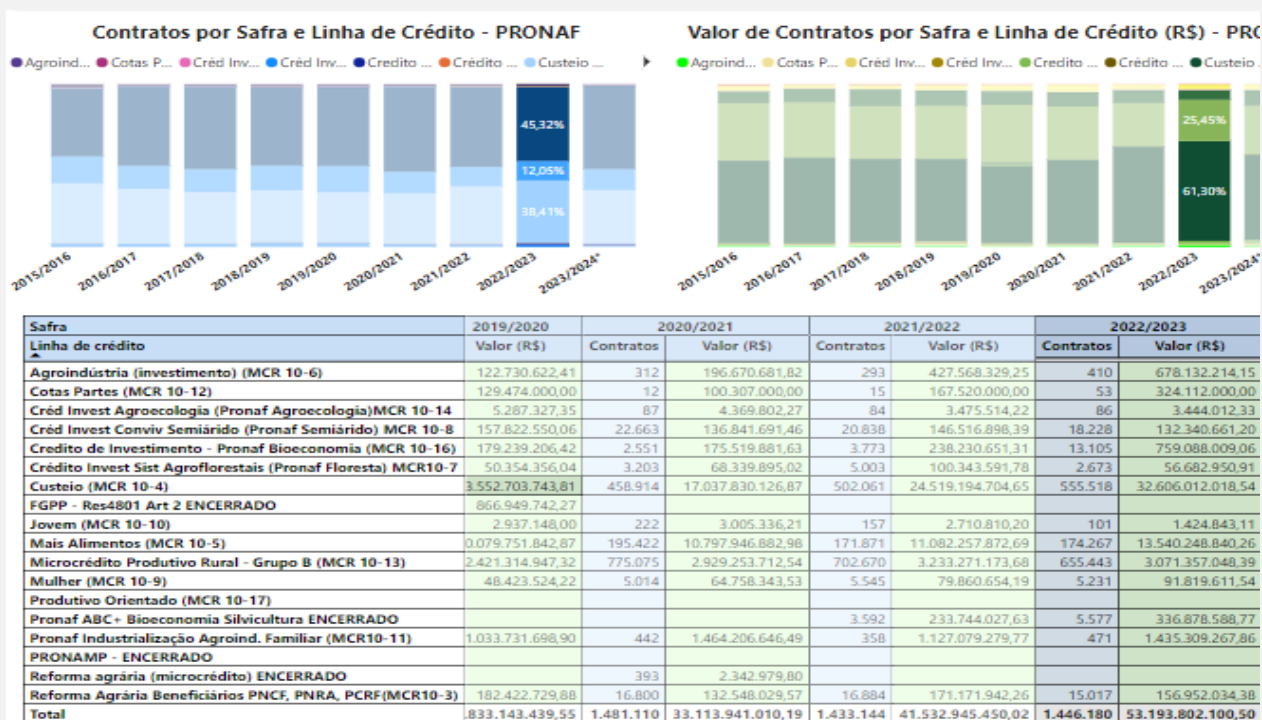 Contratos por Safra e Linha de Crédito - PRONAF
Valor de Contratos por Safra e Linha de Crédito (R$) - PRO
Agroind... Cotas P... Créd Inv... Créd Inv... Credito ... Crédito ... Custeio ...
Agroind... Cotas P... Créd Inv... Créd Inv... Credito ... Crédito ... Custeio
45,32%
12,05%
38,41%
25,45%
61,30%
2015/2016 2016/2017 2017/2018 2018/2019 2019/2020 2020/2021 2021/2022 2022/2023 2023/2024*
2015/2016 2016/2017 2017/2018 2018/2019 2019/2020 2020/2021 2021/2022 2022/2023 2023/2024*
Safra 2019/2020 2020/2021 2021/2022 2022/2023
Linha de crédito Valor (R$) Contratos Valor (R$) Contratos Valor (R$) Contratos Valor (R$)
Agroindústria (investimento) (MCR 10-6) 122.730.622,41 312 196.670.681,82 293 427.568.329,25 410 678.132.214,15
Cotas Partes (MCR 10-12) 129.474.000,00 12 100.307.000,00 15 167.520.000,00 53 324.112.000,00
Créd Invest Agroecologia (Pronaf Agroecologia)MCR 10-14 5.287.327,35 87 4.369.802,27 84 3.475.514,22 86 3.444.012,33
Créd Invest Conviv Semiárido (Pronaf Semiárido) MCR 10-8 157.822.550,06 22.663 136.841.691,46 20.838 146.516.898,39 18.228 132.340.661,20
Credito de Investimento - Pronaf Bioeconomia (MCR 10-16) 179.239.206,42 2.551 175.519.881,63 3.773 238.230.651,31 13.105 759.088.009,06
Crédito Invest Sist Agroflorestais (Pronaf Floresta) MCR10-7 50.354.356,04 3.203 68.339.895,02 5.003 100.343.591,78 2.673 56.682.950,91
Custeio (MCR 10-4) 3.552.703.743,81 458.914 17.037.830.126,87 502.061 24.519.194.704,65 555.518 32.606.012.018,54
FGPP - Res4801 Art 2 ENCERRADO 866.949.742,27
Jovem (MCR 10-10) 2.937.148,00 222 3.005.336,21 157 2.710.810,20 101 1.424.843,11
Mais Alimentos (MCR 10-5) 0.079.751.842,87 195.422 10.797.946.882,98 171.871 11.082.257.872,69 174.267 13.540.248.840,26
Microcrédito Produtivo Rural - Grupo B (MCR 10-13) 2.421.314.947,32 775.075 2.929.253.712,54 702.670 3.233.271.173,68 655.443 3.071.357.048,39
Mulher (MCR 10-9) 48.423.524,22 5.014 64.758.343,53 5.545 79.860.654,19 5.231 91.819.611,54
Produtivo Orientado (MCR 10-17)
Pronaf ABC+ Bioeconomia Silvicultura ENCERRADO 3.592 233.744.027,63 5.577 336.878.588,77
Pronaf Industrialização Agroind. Familiar (MCR10-11) 1.033.731.698,90 442 1.464.206.646,49 358 1.127.079.279,77 471 1.435.309.267,86
PRONAMP - ENCERRADO
Reforma agrária (microcrédito) ENCERRADO 393 2.342.979,80
Reforma Agrária Beneficiários PNCF, PNRA, PCRF(MCR10-3) 182.422.729,88 16.800 132.548.029,57 16.884 171.171.942,26 15.017 156.952.034,38
Total .833.143.439,55 1.481.110 33.113.941.010,19 1.433.144 41.532.945.450,02 1.446.180 53.193.802.100,50